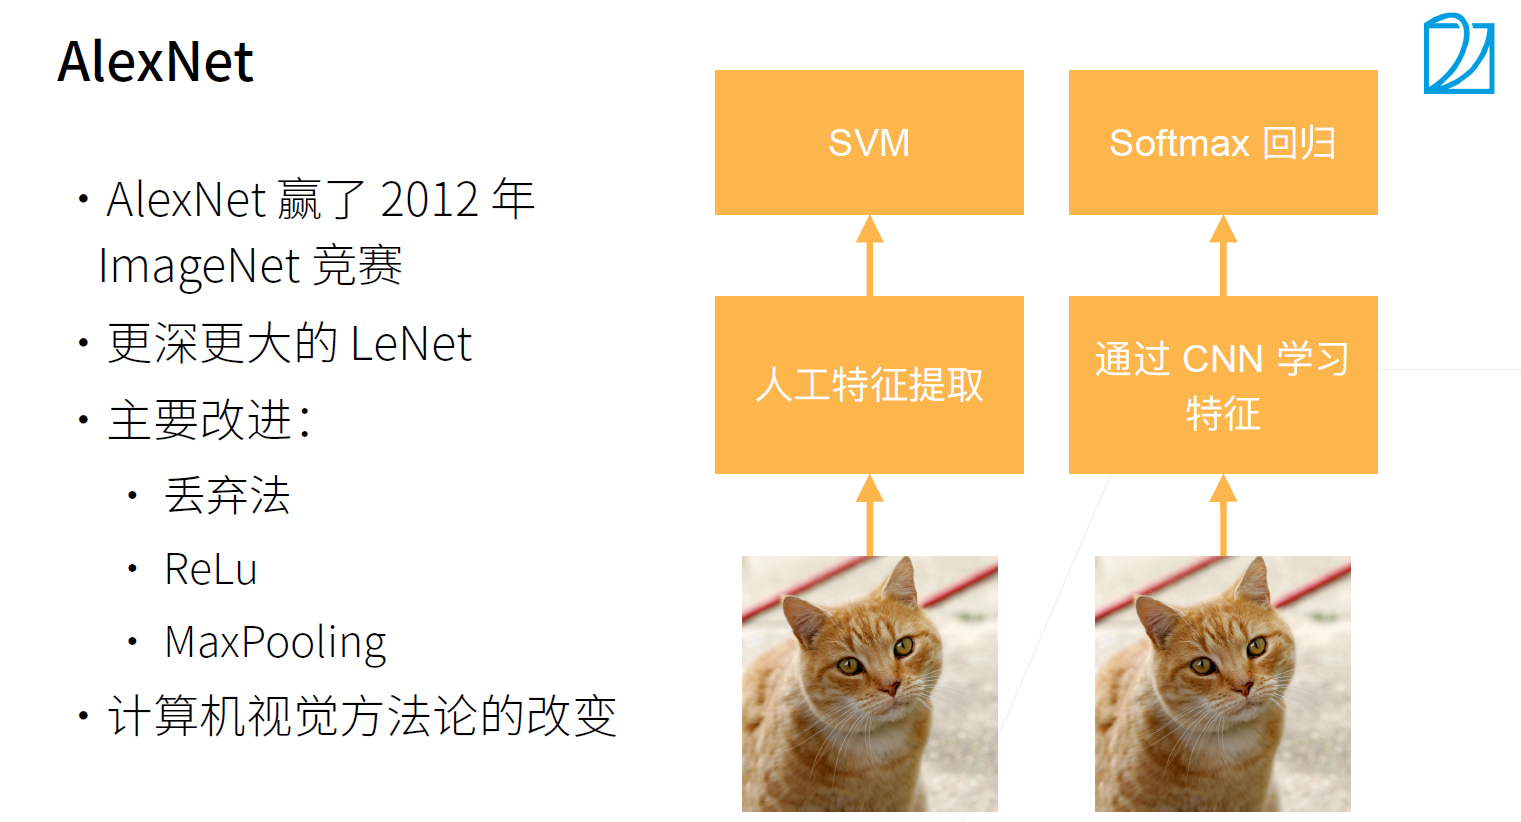 AlexNet
• AlexNet 赢了 2012 年
ImageNet 竞赛
• 更深更大的 LeNet
• 主要改进：
• 丢弃法
• ReLu
• MaxPooling
• 计算机视觉方法论的改变
SVM
人工特征提取
Softmax 回归
通过 CNN 学习
特征